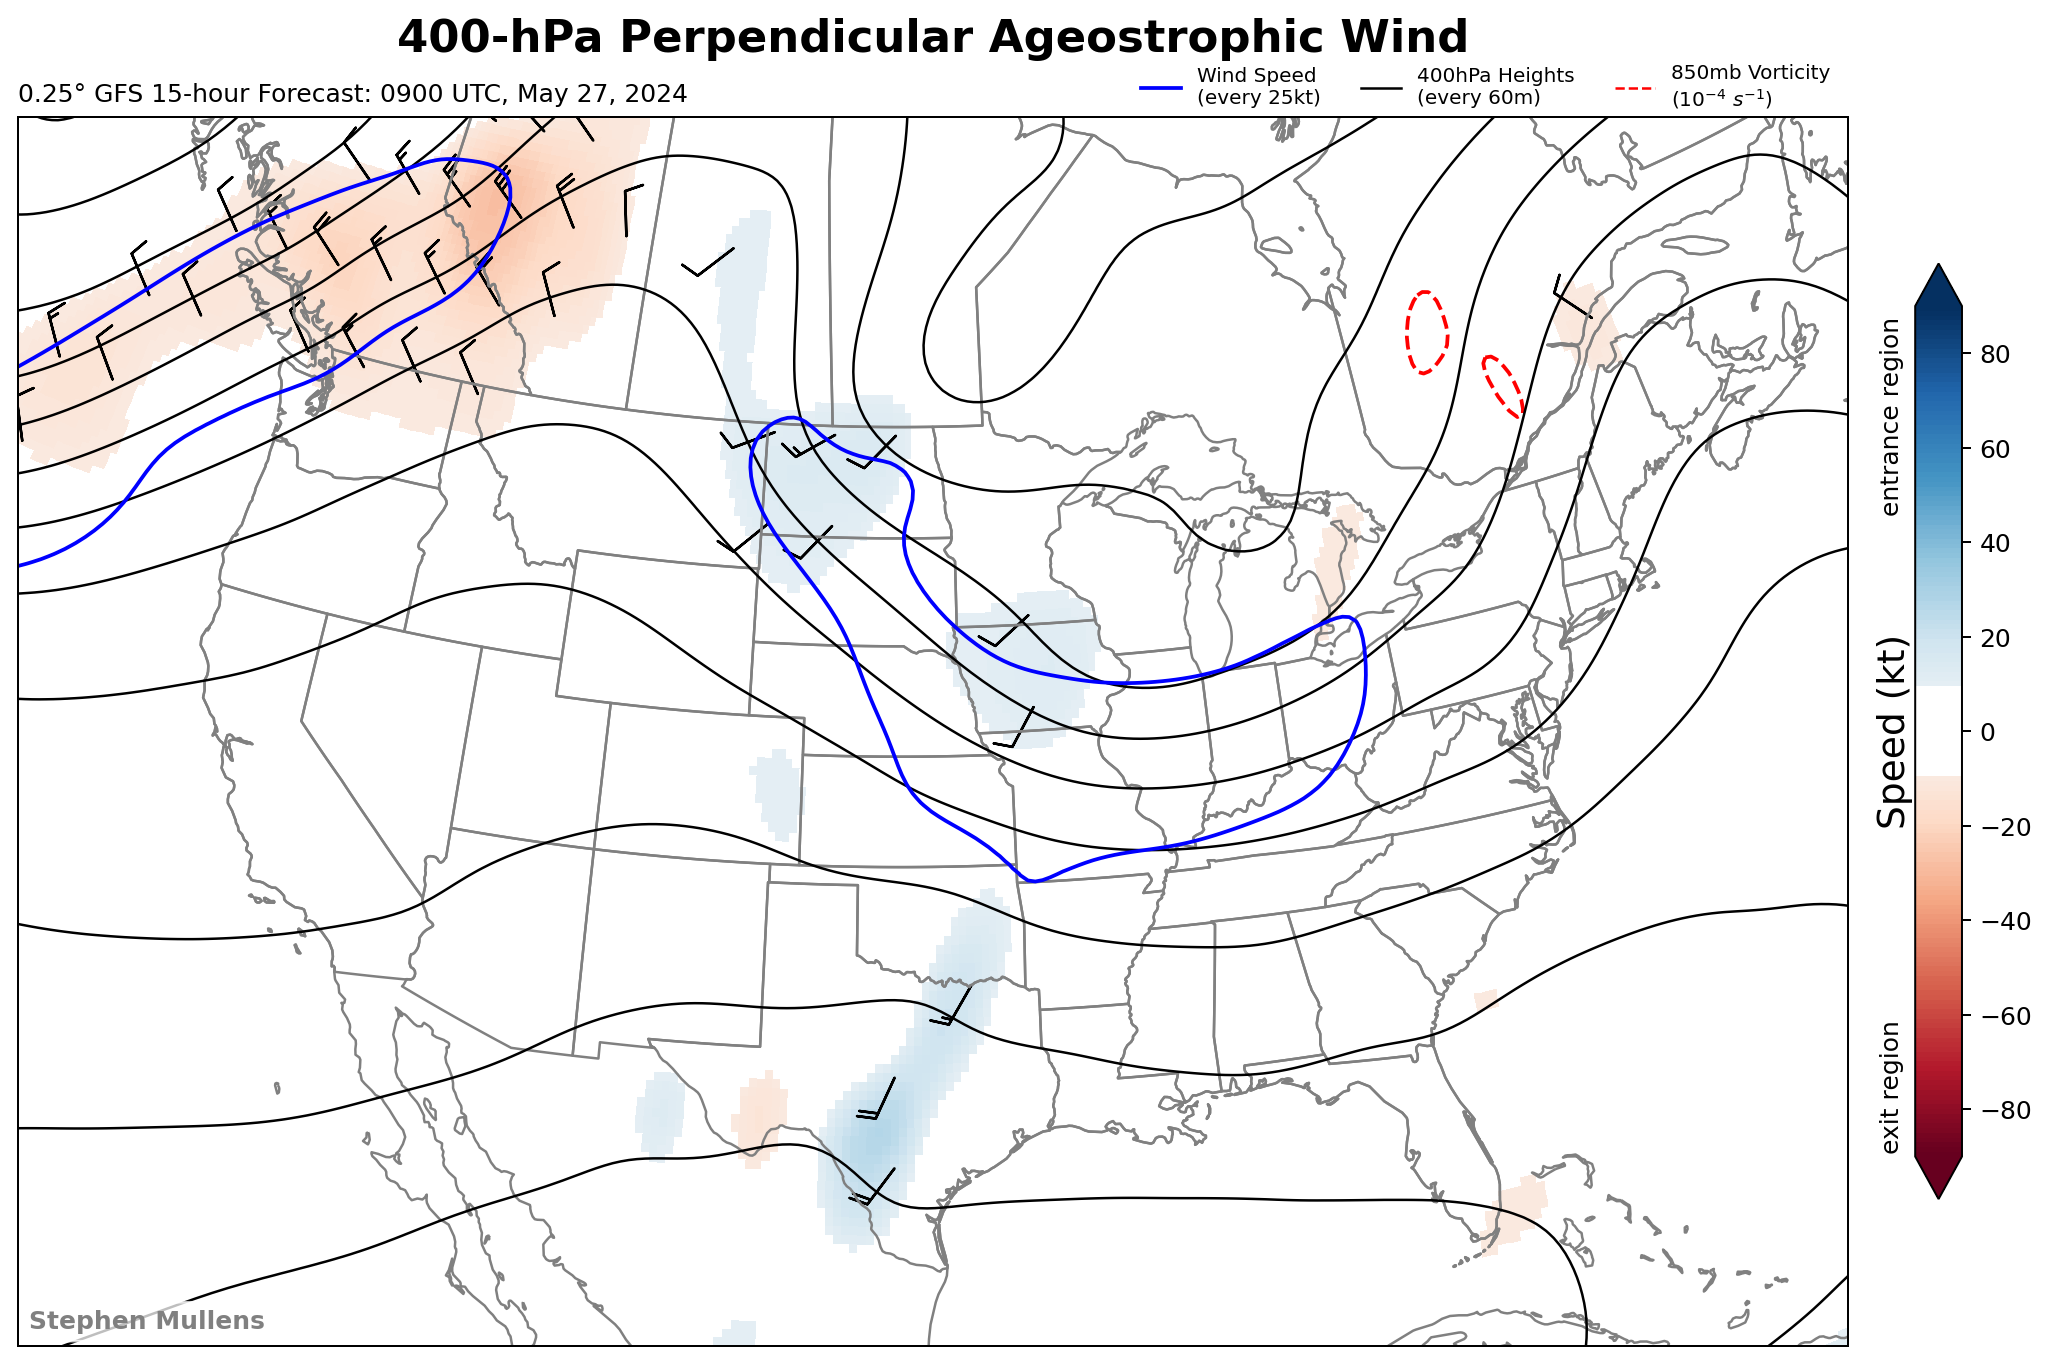 400-hPa Perpendicular Ageostrophic Wind
0.25° GFS 15-hour Forecast: 0900 UTC, May 27, 2024
Wind Speed
(every 25kt)
400hPa Heights
(every 60m)
850mb Vorticity
(10⁻⁴ s⁻¹)
entrance region
exit region
Speed (kt)
80
60
40
20
0
−20
−40
−60
−80
Stephen Mullens